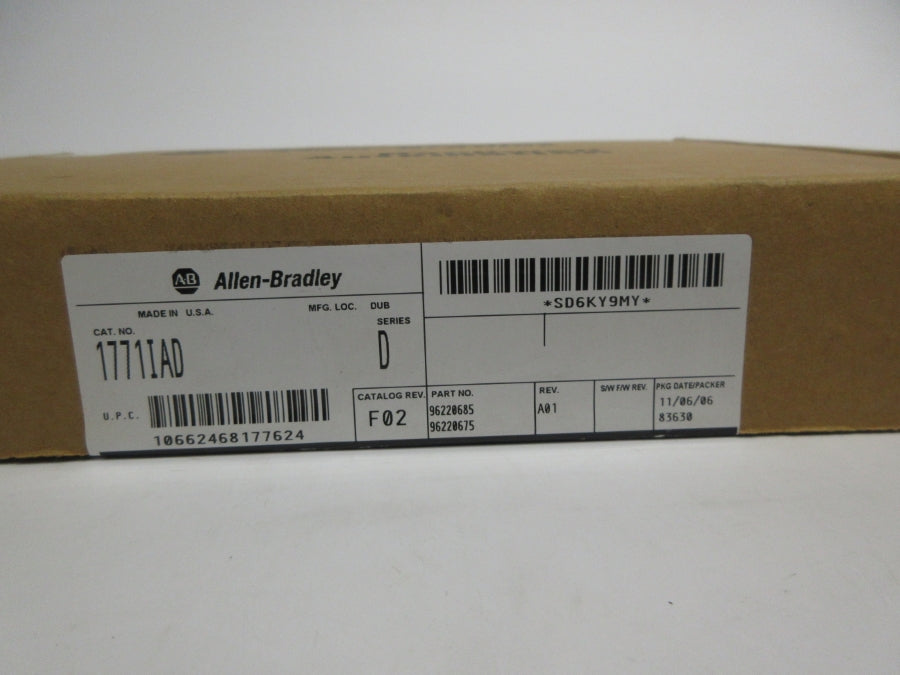 A-B Allen-Bradley
MADE IN U.S.A. MFG. LOC. DUB
CAT. NO. SERIES
1771IAD D
U.P.C.
10662468177624
CATALOG REV.
F02
*SD6KY9MY*
PART NO.
96220685
96220675
REV.
A01
S/W F/W REV.
PKG DATE/PACKER
11/06/06
83630